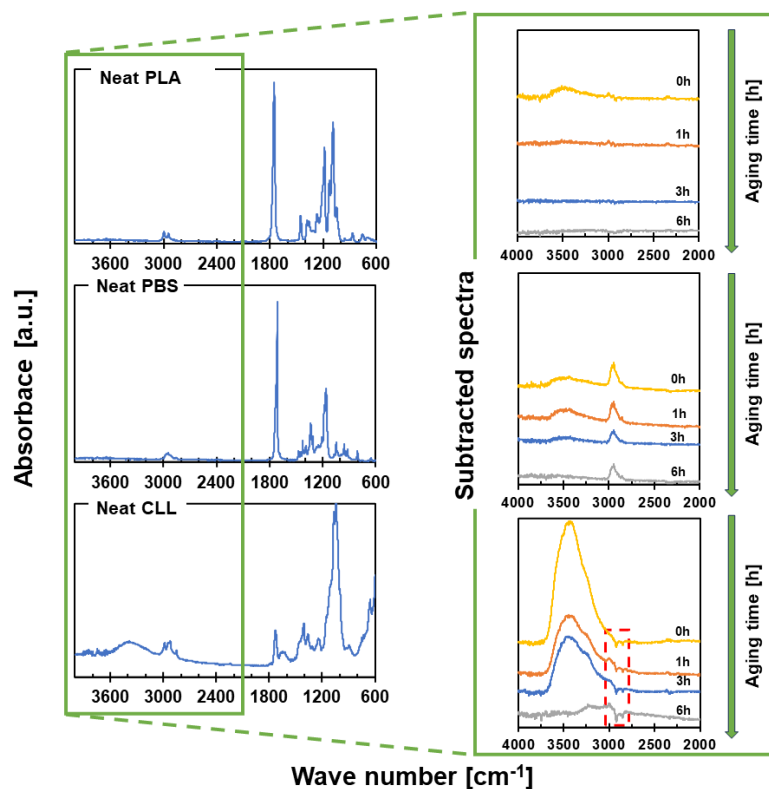 Absorbace [a.u.]
Neat PLA
3600 3000 2400 1800 1200 600
Neat PBS
3600 3000 2400 1800 1200 600
Neat CLL
3600 3000 2400 1800 1200 600
Subtracted spectra
0h
1h
3h
6h
4000 3500 3000 2500 2000
Aging time [h]
0h
1h
3h
6h
4000 3500 3000 2500 2000
Aging time [h]
0h
1h
3h
6h
4000 3500 3000 2500 2000
Aging time [h]
Wave number [cm⁻¹]